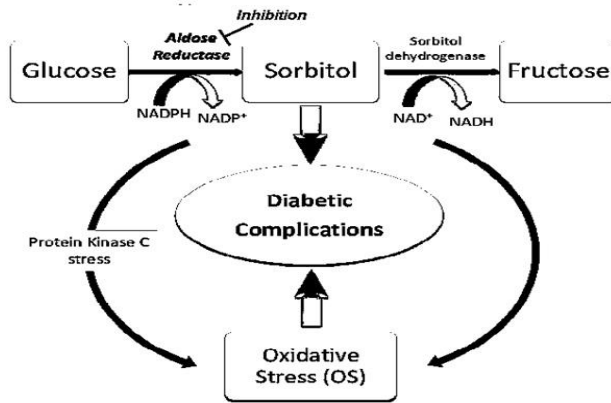 Inhibition
Aldose
Reductase
Sorbitol
dehydrogenase
Glucose
Sorbitol
Fructose
NADPH
NADP⁺
NAD⁺
NADH
Diabetic
Complications
Protein Kinase C
stress
Oxidative
Stress (OS)